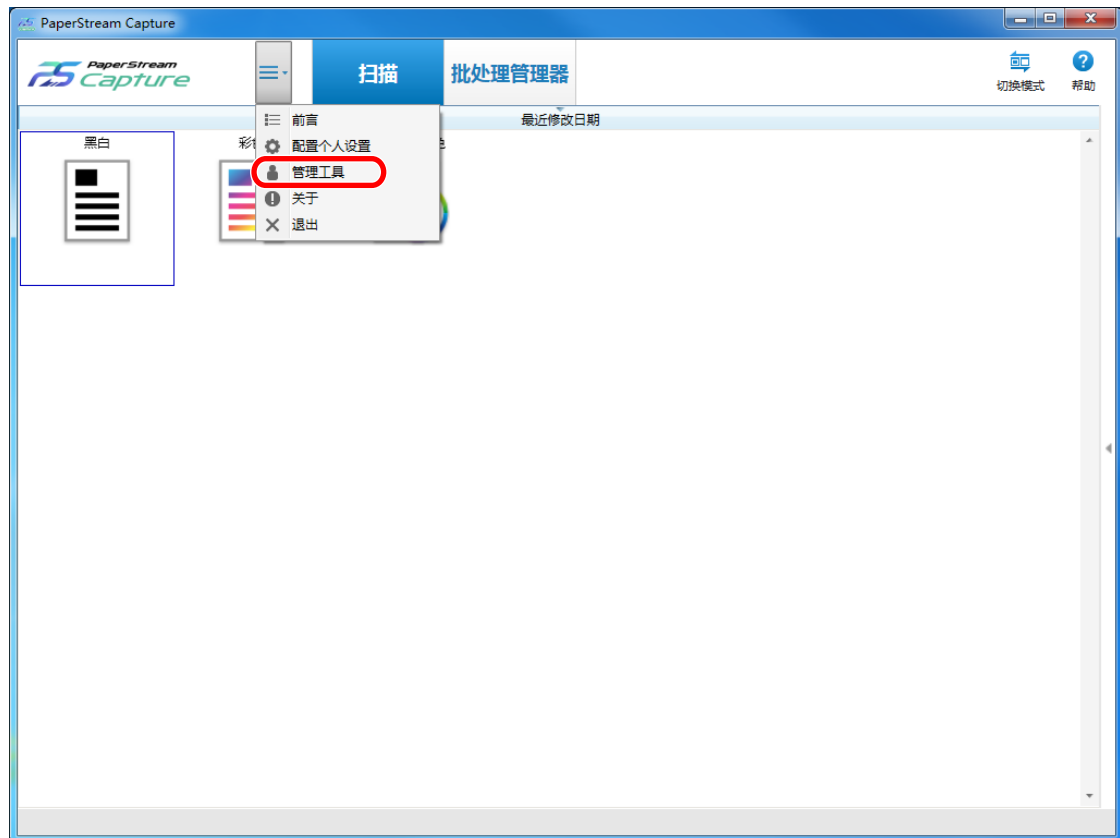 PaperStream Capture
PaperStream
Capture
扫描
批处理管理器
切换模式
帮助
最近修改日期
黑白
前言
配置个人设置
管理工具
关于
退出